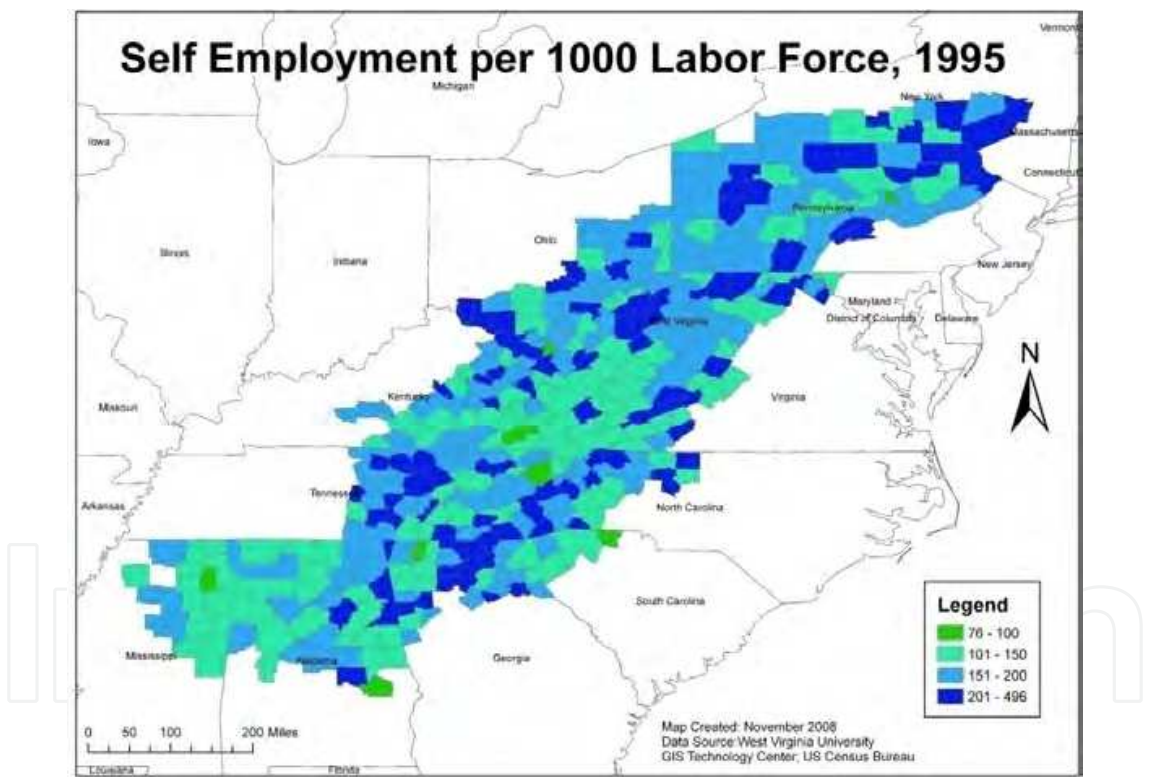 Self Employment per 1000 Labor Force, 1995
Vermont
Michigan
New York
Iowa
Massachusetts
Connecticut
Pennsylvania
Ohio
Illinois
Indiana
New Jersey
Maryland
West Virginia
District of Columbia
Delaware
N
Kentucky
Virginia
Missouri
Tennessee
Arkansas
North Carolina
South Carolina
Legend
76 - 100
101 - 150
151 - 200
201 - 496
Mississippi
Alabama
Georgia
0 50 100 200 Miles
Map Created: November 2008
Data Source:West Virginia University
GIS Technology Center; US Census Bureau
Louisiana
Florida